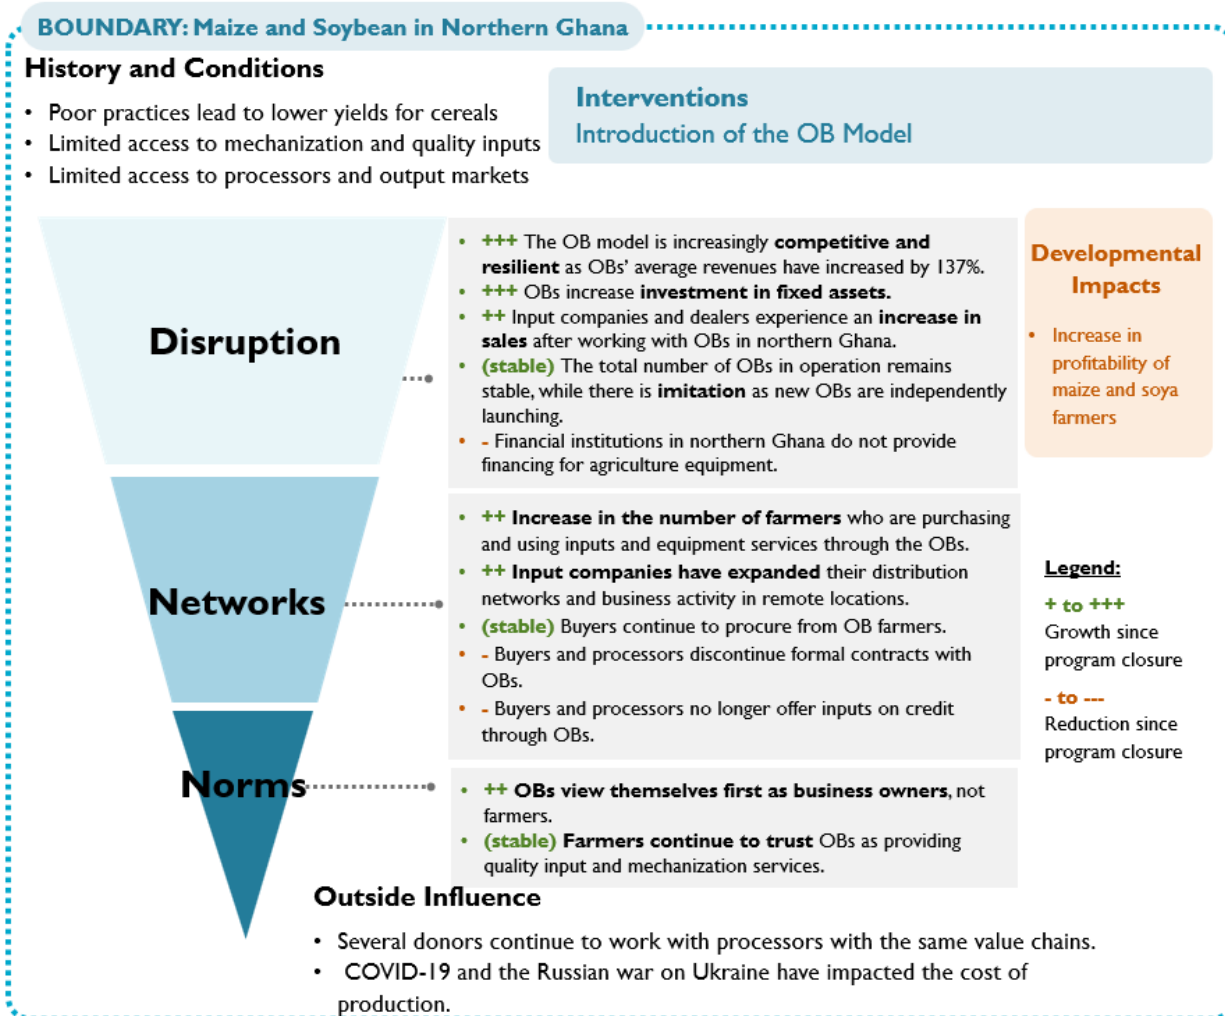 BOUNDARY: Maize and Soybean in Northern Ghana
History and Conditions
• Poor practices lead to lower yields for cereals
• Limited access to mechanization and quality inputs
• Limited access to processors and output markets
Interventions
Introduction of the OB Model
Disruption
• +++ The OB model is increasingly competitive and
resilient as OBs' average revenues have increased by 137%.
• +++ OBs increase investment in fixed assets.
• ++ Input companies and dealers experience an increase in
sales after working with OBs in northern Ghana.
• (stable) The total number of OBs in operation remains
stable, while there is imitation as new OBs are independently
launching.
• - Financial institutions in northern Ghana do not provide
financing for agriculture equipment.
Developmental
Impacts
• Increase in
profitability of
maize and soya
farmers
Networks
• ++ Increase in the number of farmers who are purchasing
and using inputs and equipment services through the OBs.
• ++ Input companies have expanded their distribution
networks and business activity in remote locations.
• (stable) Buyers continue to procure from OB farmers.
• - Buyers and processors discontinue formal contracts with
OBs.
• - Buyers and processors no longer offer inputs on credit
through OBs.
Legend:
+ to +++
Growth since
program closure
- to ---
Reduction since
program closure
Norms
• ++ OBs view themselves first as business owners, not
farmers.
• (stable) Farmers continue to trust OBs as providing
quality input and mechanization services.
Outside Influence
• Several donors continue to work with processors with the same value chains.
• COVID-19 and the Russian war on Ukraine have impacted the cost of
production.